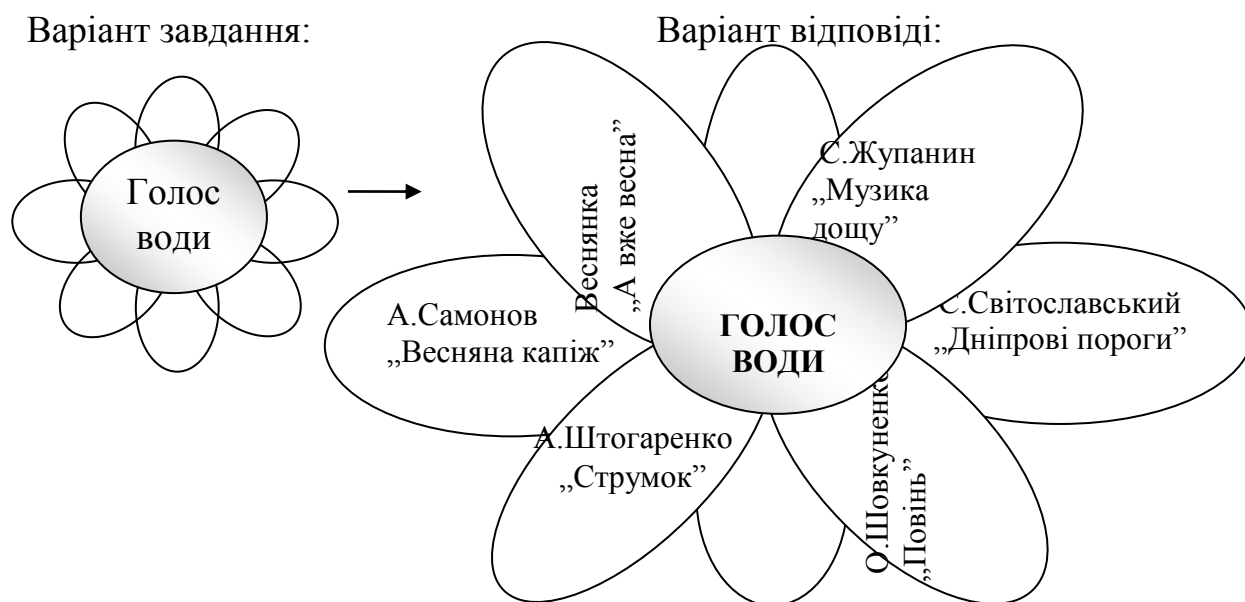 Варіант завдання:
Варіант відповіді:
Голос
води
Веснянка
„А вже весна”
С.Жупанин
„Музика
дощу”
А.Самонов
„Весняна капіж”
ГОЛОС
ВОДИ
С.Світославський
„Дніпрові пороги”
А.Штогаренко
„Струмок”
О.Шовкуненко
„Повінь”